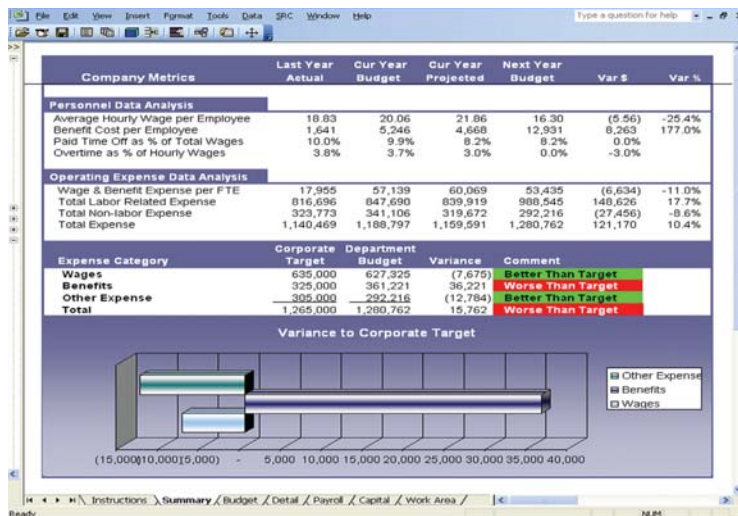 File Edit View Insert Format Tools Data SRC Window Help Type a question for help
Company Metrics Last Year Actual Cur Year Budget Cur Year Projected Next Year Budget Var $ Var %
Personnel Data Analysis
Average Hourly Wage per Employee 18.83 20.06 21.86 16.30 (5.56) -25.4%
Benefit Cost per Employee 1,641 5,246 4,668 12,931 8,263 177.0%
Paid Time Off as % of Total Wages 10.0% 9.9% 8.2% 8.2% 0.0%
Overtime as % of Hourly Wages 3.8% 3.7% 3.0% 0.0% -3.0%
Operating Expense Data Analysis
Wage & Benefit Expense per FTE 17,955 57,139 60,069 53,435 (6,634) -11.0%
Total Labor Related Expense 816,696 847,690 839,919 988,545 148,626 17.7%
Total Non-labor Expense 323,773 341,106 319,672 292,216 (27,456) -8.6%
Total Expense 1,140,469 1,188,797 1,159,591 1,280,762 121,170 10.4%
Expense Category Corporate Target Department Budget Variance Comment
Wages 635,000 627,325 (7,675) Better Than Target
Benefits 325,000 361,221 36,221 Worse Than Target
Other Expense 305,000 292,216 (12,784) Better Than Target
Total 1,265,000 1,280,762 15,762 Worse Than Target
Variance to Corporate Target
Other Expense
Benefits
Wages
(15,000) (10,000) (5,000) - 5,000 10,000 15,000 20,000 25,000 30,000 35,000 40,000
Instructions Summary Budget Detail Payroll Capital Work Area
Ready NUM